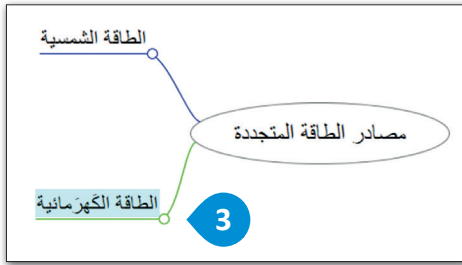 الطاقة الشمسية
مصادر الطاقة المتجددة
الطاقة الكَهرَمائية
3